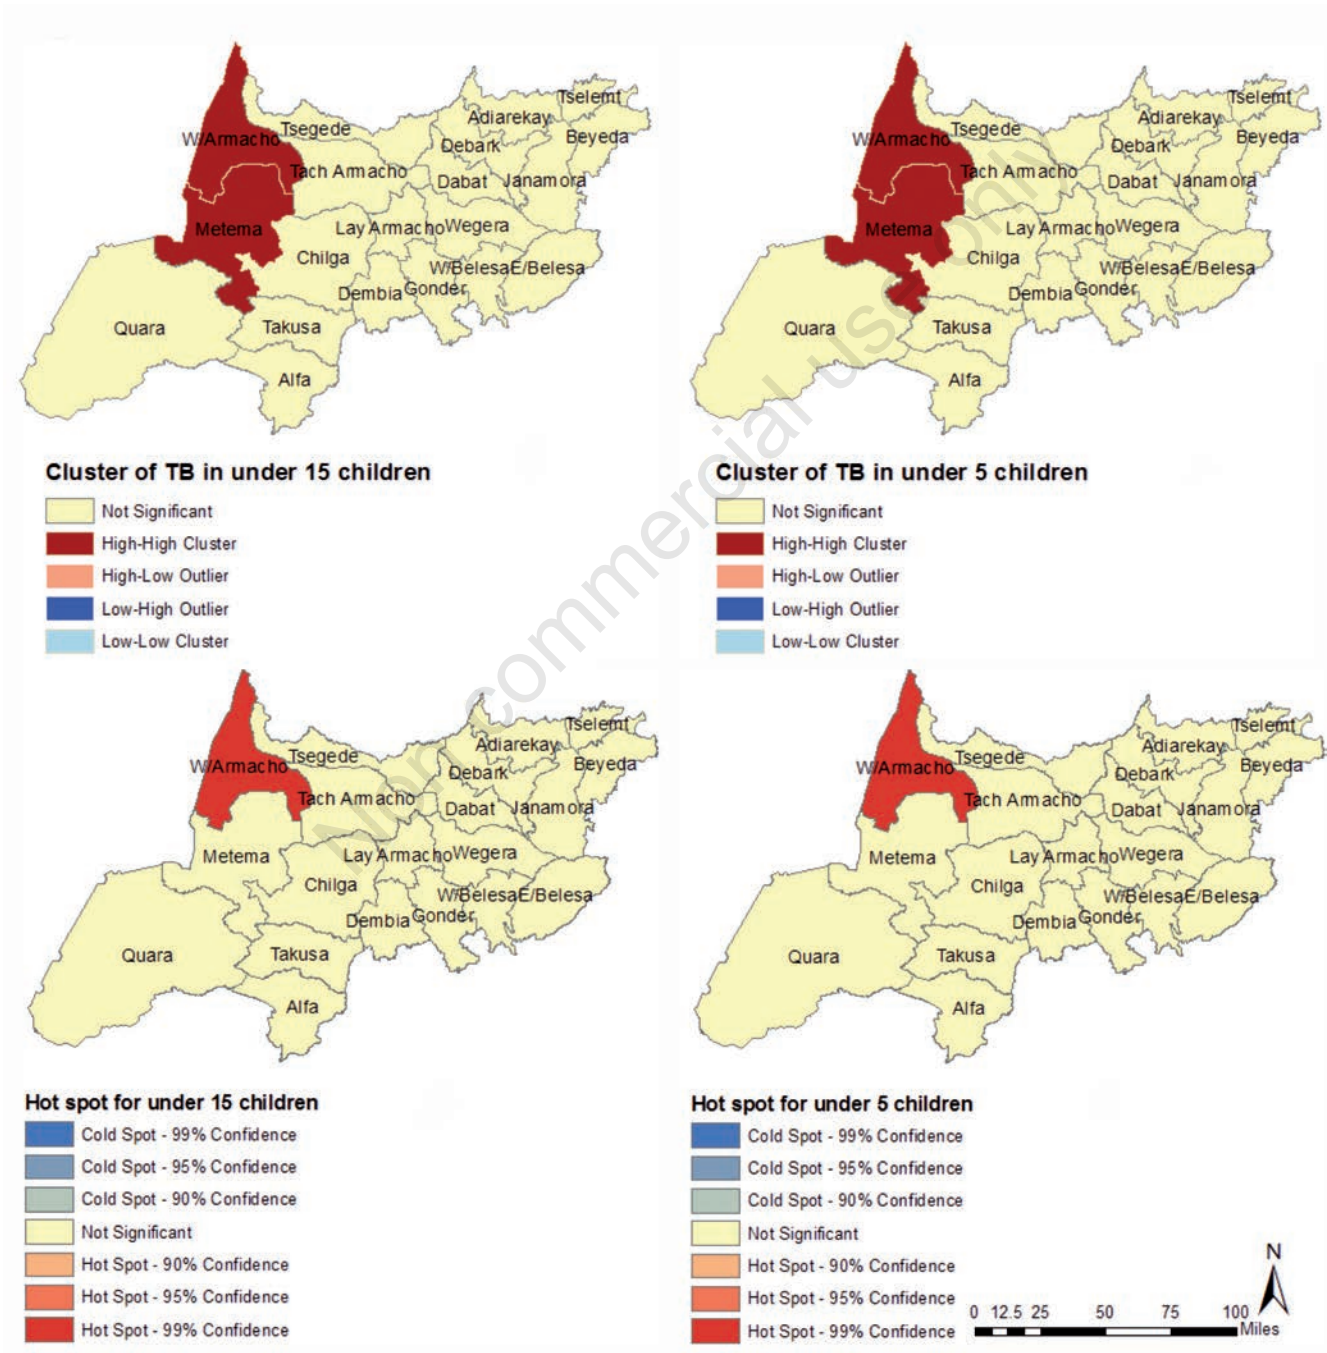 Tselemt
Adiarekay
W/Armacho Tsegede
Debark
Beyeda
Tach Armacho
Dabat Janamora
Metema
Lay Armacho Wegera
Chilga
W/Belesa E/Belesa
Dembia Gonder
Quara
Takusa
Alfa
Cluster of TB in under 15 children
Not Significant
High-High Cluster
High-Low Outlier
Low-High Outlier
Low-Low Cluster
Tselemt
Adiarekay
W/Armacho Tsegede
Debark
Beyeda
Tach Armacho
Dabat Janamora
Metema
Lay Armacho Wegera
Chilga
W/Belesa E/Belesa
Dembia Gonder
Quara
Takusa
Alfa
Cluster of TB in under 5 children
Not Significant
High-High Cluster
High-Low Outlier
Low-High Outlier
Low-Low Cluster
Tselemt
Adiarekay
Tsegede
W/Armacho
Debark
Beyeda
Tach Armacho
Dabat Janamora
Metema
Lay Armacho Wegera
Chilga
W/Belesa E/Belesa
Dembia Gonder
Quara
Takusa
Alfa
Hot spot for under 15 children
Cold Spot - 99% Confidence
Cold Spot - 95% Confidence
Cold Spot - 90% Confidence
Not Significant
Hot Spot - 90% Confidence
Hot Spot - 95% Confidence
Hot Spot - 99% Confidence
Tselemt
Adiarekay
Tsegede
W/Armacho
Debark
Beyeda
Tach Armacho
Dabat Janamora
Metema
Lay Armacho Wegera
Chilga
W/Belesa E/Belesa
Dembia Gonder
Quara
Takusa
Alfa
Hot spot for under 5 children
Cold Spot - 99% Confidence
Cold Spot - 95% Confidence
Cold Spot - 90% Confidence
Not Significant
Hot Spot - 90% Confidence
Hot Spot - 95% Confidence
Hot Spot - 99% Confidence
N
0 12.5 25 50 75 100
Miles
Non commercial use only